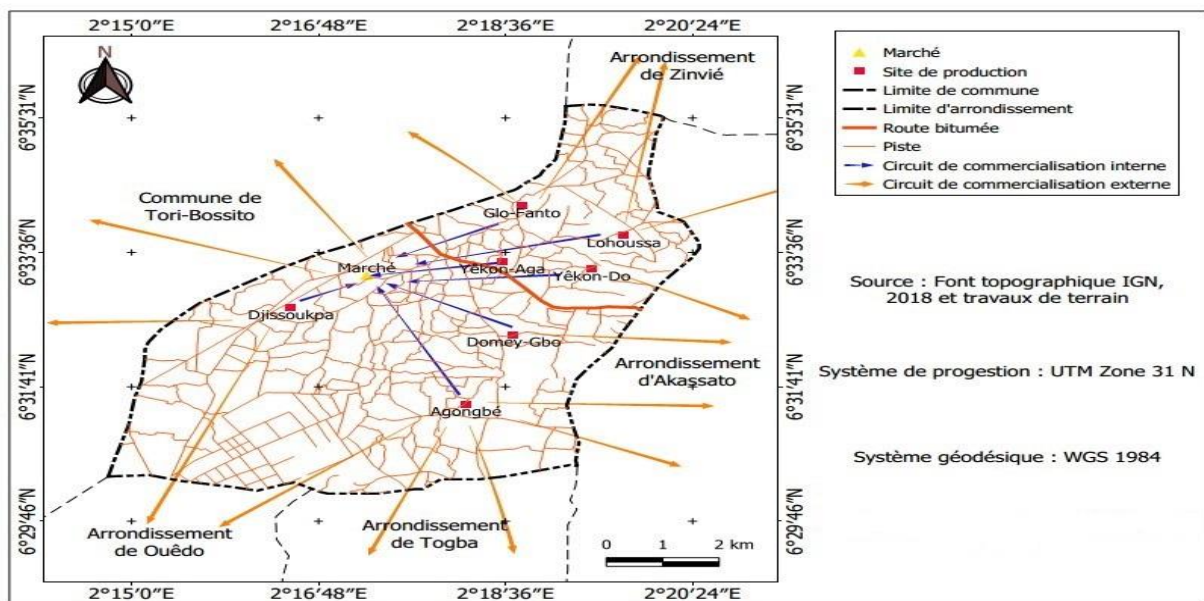 2°15′0″E
2°16′48″E
2°18′36″E
2°20′24″E
N
Arrondissement
de Zinvié
6°35′31″N
6°35′31″N
Commune de
Tori-Bossito
Glo-Fanto
Lohoussa
6°33′36″N
6°33′36″N
Marché
Yêkon-Aga
Yêkon-Do
Djissoukpa
Domey-Gbo
Arrondissement
d'Akassato
6°31′41″N
6°31′41″N
Agongbé
6°29′46″N
6°29′46″N
Arrondissement
de Ouêdo
Arrondissement
de Togba
0 1 2 km
2°15′0″E
2°16′48″E
2°18′36″E
2°20′24″E
Marché
Site de production
Limite de commune
Limite d'arrondissement
Route bitumée
Piste
Circuit de commercialisation interne
Circuit de commercialisation externe
Source : Font topographique IGN,
2018 et travaux de terrain
Système de progestion : UTM Zone 31 N
Système géodésique : WGS 1984